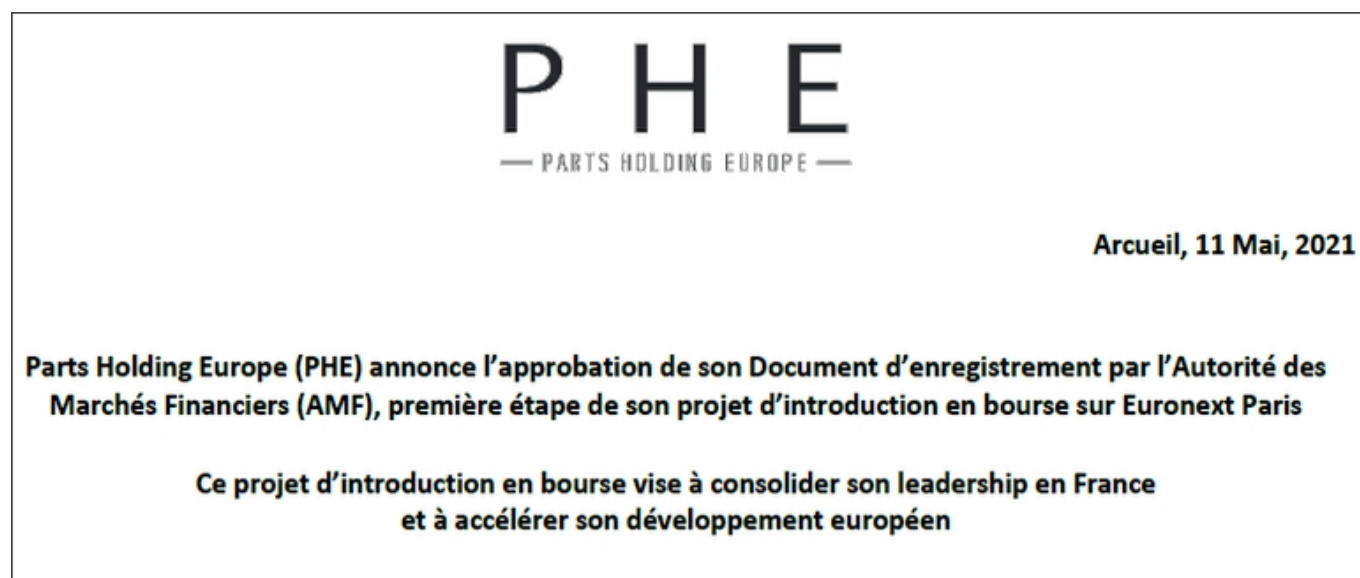 P H E
PARTS HOLDING EUROPE
Arcueil, 11 Mai, 2021
Parts Holding Europe (PHE) annonce l’approbation de son Document d’enregistrement par l’Autorité des
Marchés Financiers (AMF), première étape de son projet d’introduction en bourse sur Euronext Paris
Ce projet d’introduction en bourse vise à consolider son leadership en France
et à accélérer son développement européen